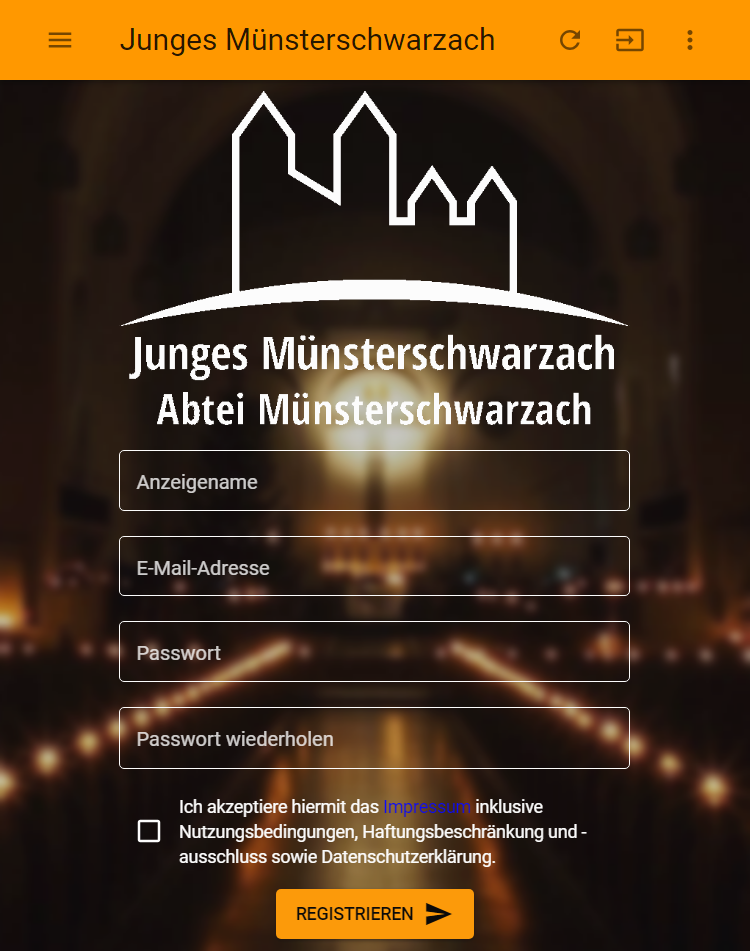 Junges Münsterschwarzach
Junges Münsterschwarzach
Abtei Münsterschwarzach
Anzeigename
E-Mail-Adresse
Passwort
Passwort wiederholen
Ich akzeptiere hiermit das Impressum inklusive
Nutzungsbedingungen, Haftungsbeschränkung und -
ausschluss sowie Datenschutzerklärung.
REGISTRIEREN